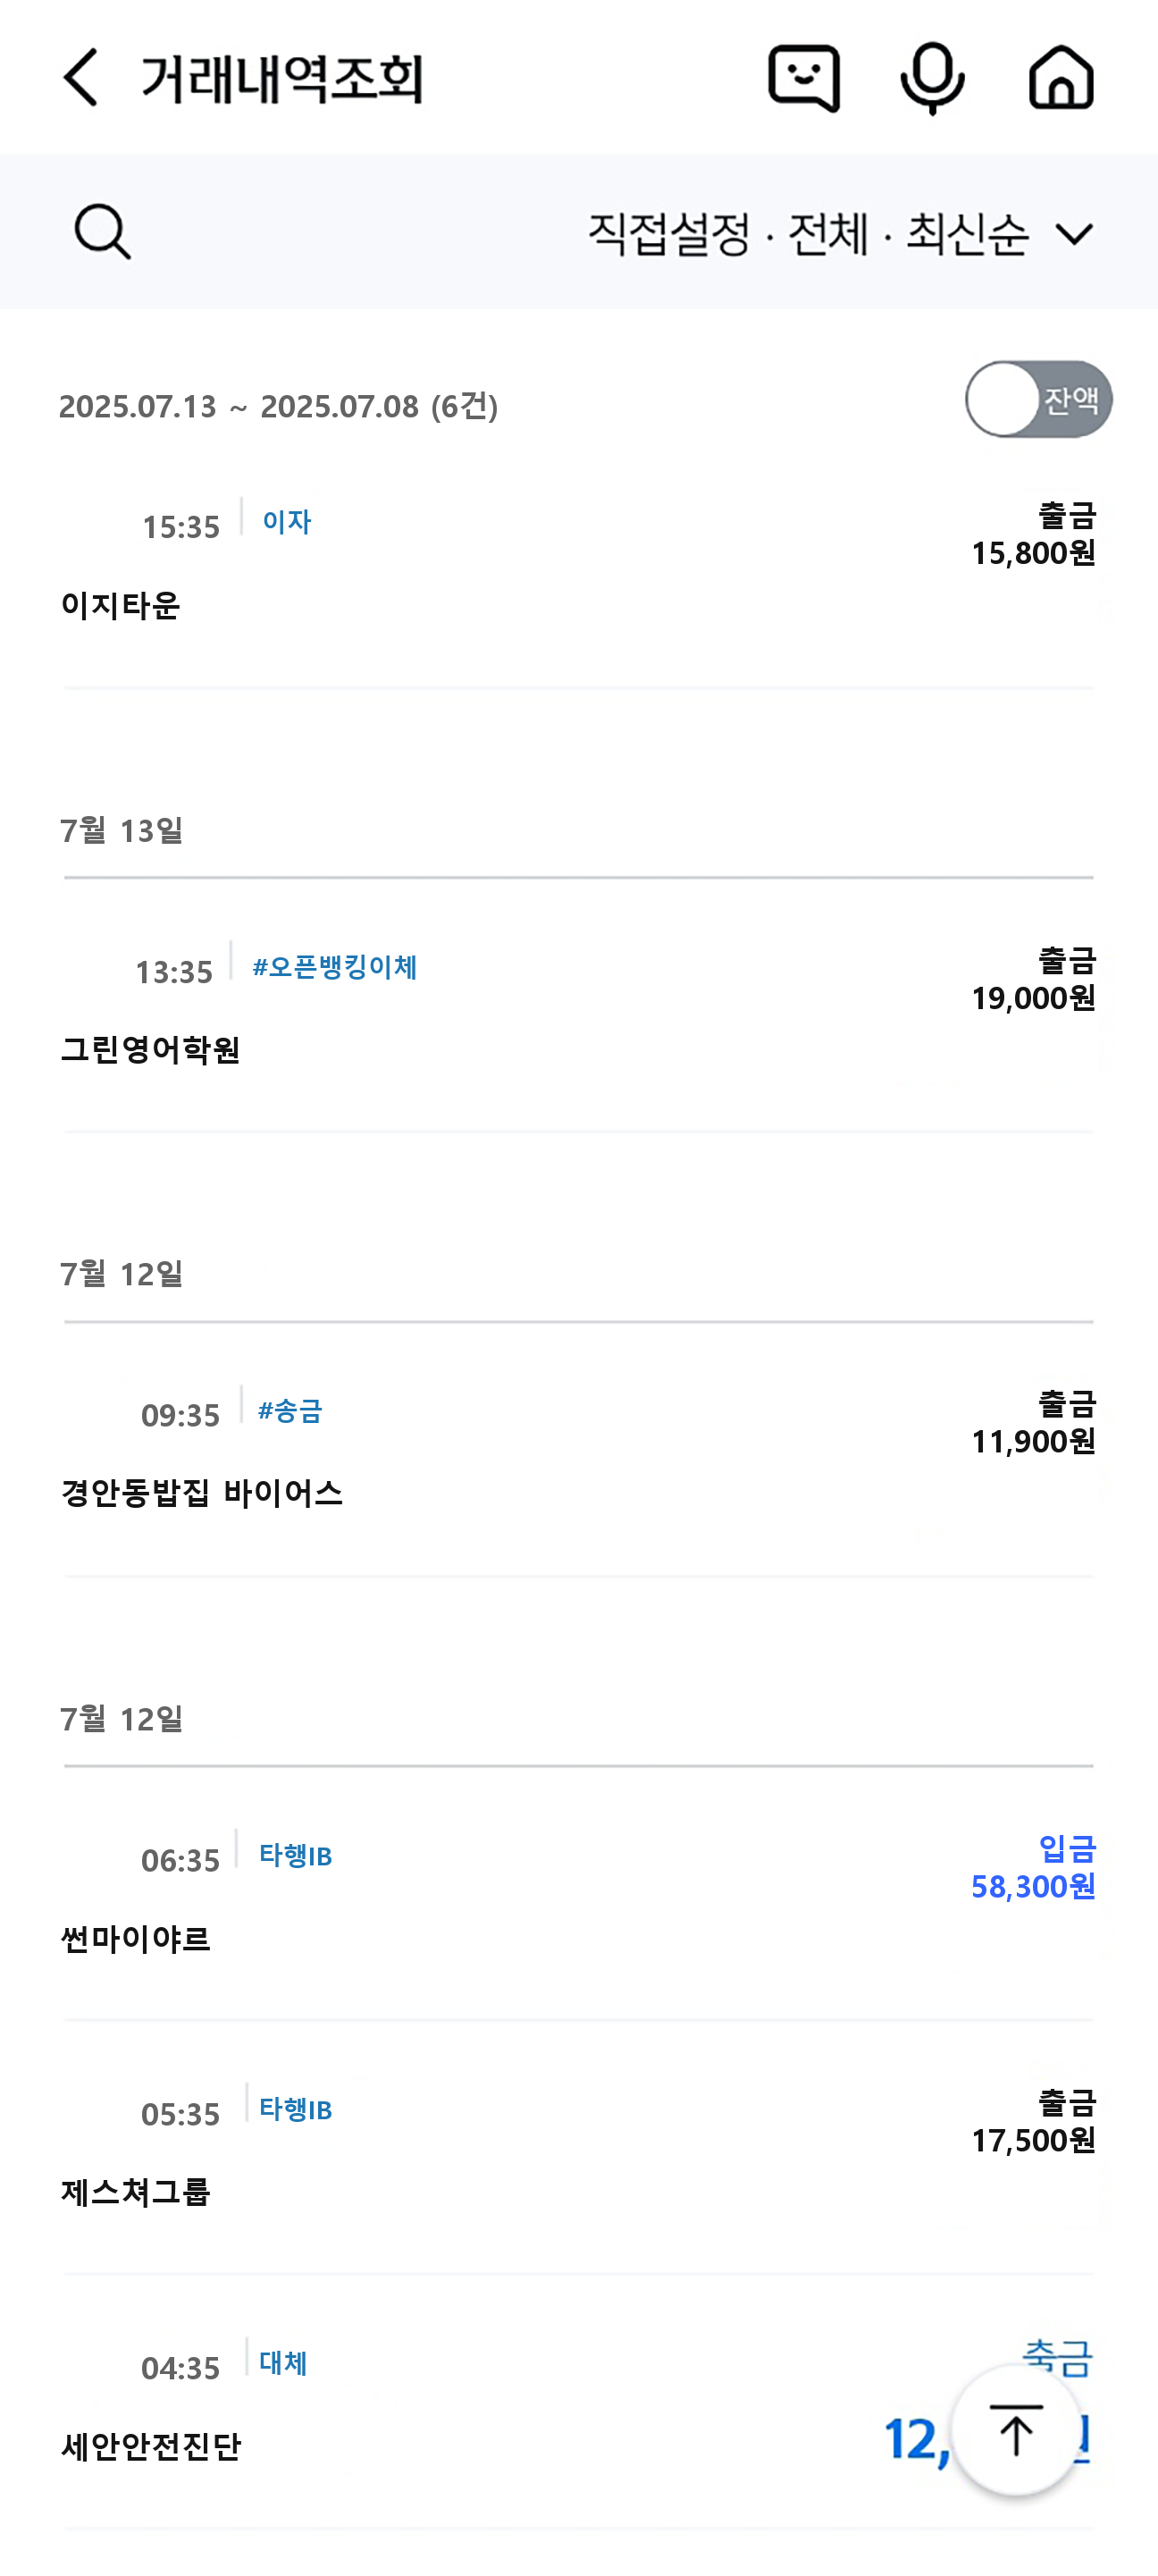 거래내역조회
직접설정 · 전체 · 최신순
2025.07.13 ~ 2025.07.08 (6건)
잔액
15:35 이자
출금
15,800원
이지타운
7월 13일
13:35 #오픈뱅킹이체
출금
19,000원
그린영어학원
7월 12일
09:35 #송금
출금
11,900원
경안동밥집 바이어스
7월 12일
06:35 타행IB
입금
58,300원
썬마이야르
05:35 타행IB
출금
17,500원
제스쳐그룹
04:35 대체
12,
세안안전진단